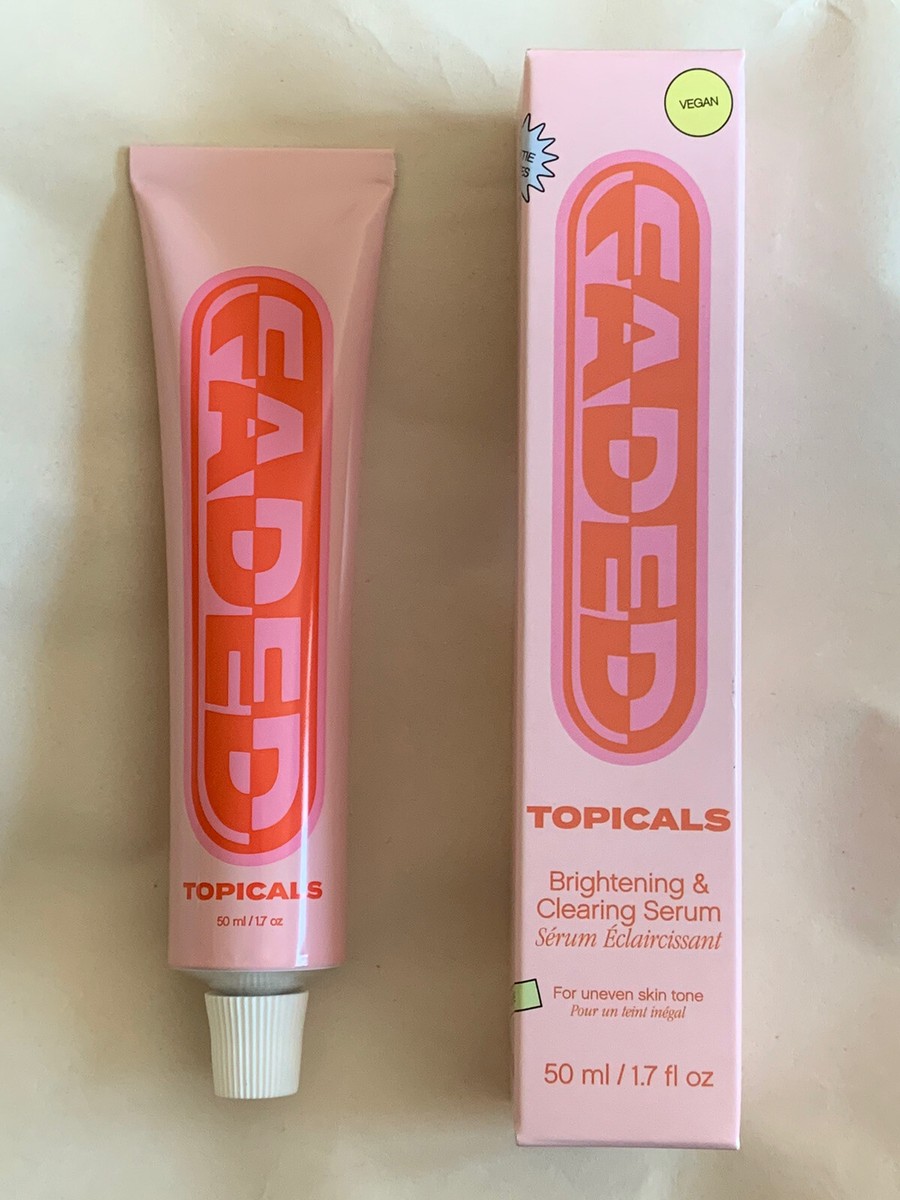 FADED
TOPICALS
50 ml / 1.7 oz
VEGAN
FADED
TOPICALS
Brightening &
Clearing Serum
Sérum Éclaircissant
For uneven skin tone
Pour un teint inégal
50 ml / 1.7 fl oz